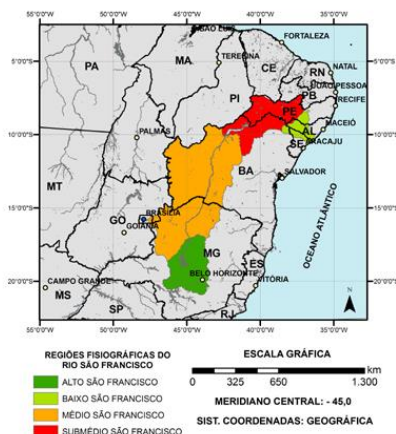 55°0'0"W 50°0'0"W 45°0'0"W 40°0'0"W 35°0'0"W
FORTALEZA
TERESINA
MA
CE
PA
RN
NATAL
PB
JOÃO PESSOA
PI
PE
RECIFE
5°0'0"S
AL
MACEIÓ
10°0'0"S
PALMAS
SE
ARACAJU
BA
MT
SALVADOR
OCEANO ATLÂNTICO
15°0'0"S
GO
BRASÍLIA
GOIÂNIA
MG
ES
BELO HORIZONTE
20°0'0"S
CAMPO GRANDE
VITÓRIA
MS
SP
RJ
55°0'0"W 50°0'0"W 45°0'0"W 40°0'0"W 35°0'0"W
REGIÕES FISIOGRÁFICAS DO
RIO SÃO FRANCISCO
ALTO SÃO FRANCISCO
BAIXO SÃO FRANCISCO
MÉDIO SÃO FRANCISCO
SUBMÉDIO SÃO FRANCISCO
ESCALA GRÁFICA
km
0 325 650 1.300
MERIDIANO CENTRAL: - 45,0
SIST. COORDENADAS: GEOGRÁFICA